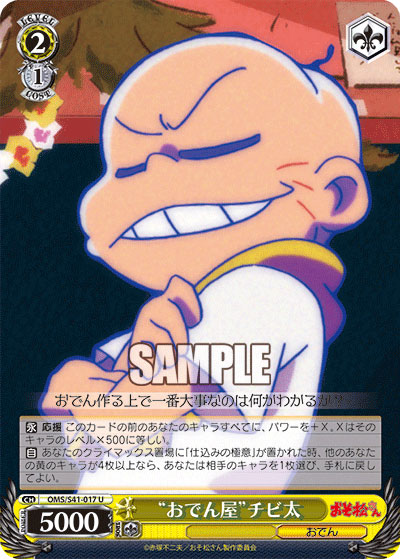 LEVEL
2
1
COST
SAMPLE
おでん作る上で一番大事なのは何かわかるか?
永 応援 このカードの前のあなたのキャラすべてに、パワーを+X。Xはそのキャラのレベル×500に等しい。
自 あなたのクライマックス置場に「仕込みの極意」が置かれた時、他のあなたの黄のキャラが4枚以上なら、あなたは相手のキャラを1枚選び、手札に戻してよい。
CH OMS/S41-017 U
5000
“おでん屋”チビ太
おそ松さん
おでん
©赤塚不二夫/おそ松さん製作委員会